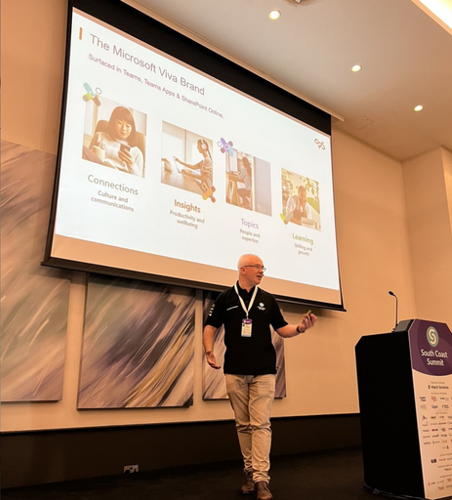 The Microsoft Viva Brand
Surfaced in Teams, Teams Apps & SharePoint Online.
Connections
Culture and
communications
Insights
Productivity and
wellbeing
Topics
People and
expertise
Learning
Skilling and
growth
South Coast
Summit